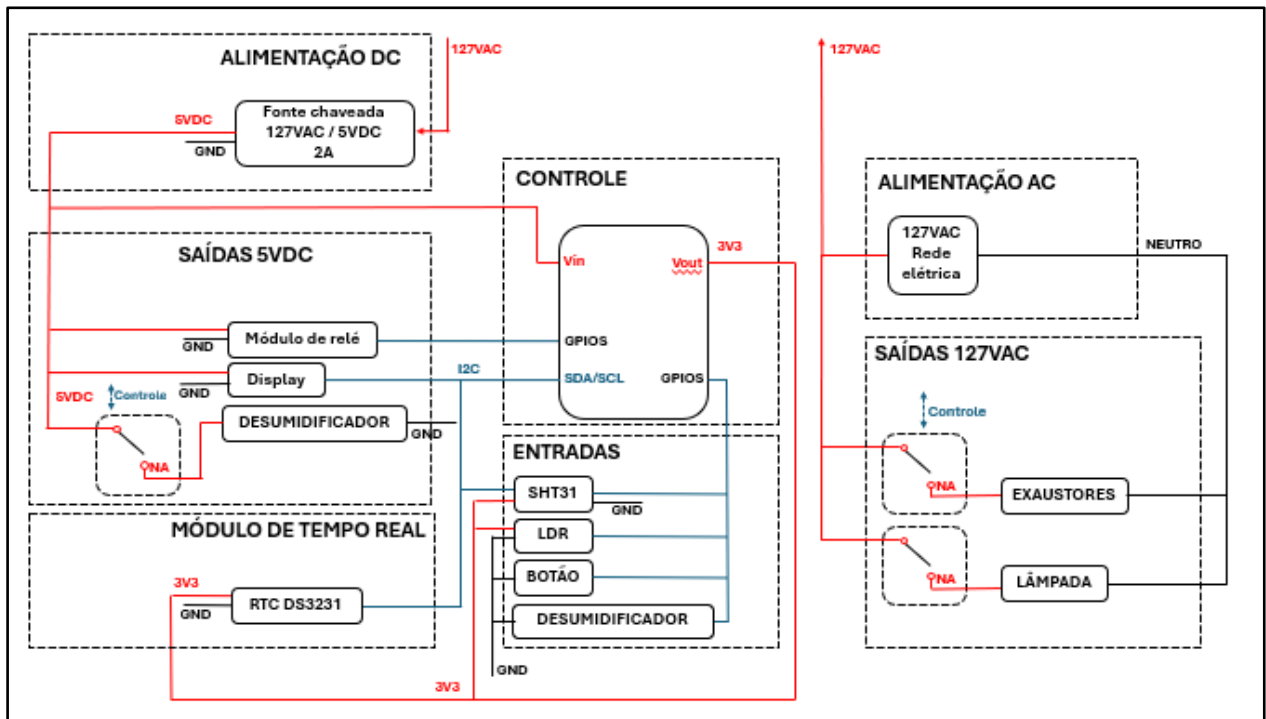 ALIMENTAÇÃO DC
127VAC
Fonte chaveada
127VAC / 5VDC
2A
5VDC
GND
SAÍDAS 5VDC
Módulo de relé
GND
Display
GND
5VDC
Controle
NA
DESUMIDIFICADOR
GND
I2C
MÓDULO DE TEMPO REAL
3V3
GND
RTC DS3231
3V3
CONTROLE
Vin
Vout
3V3
GPIOS
SDA/SCL
GPIOS
ENTRADAS
SHT31
GND
LDR
BOTÃO
DESUMIDIFICADOR
GND
127VAC
ALIMENTAÇÃO AC
127VAC
Rede
elétrica
NEUTRO
SAÍDAS 127VAC
Controle
NA
EXAUSTORES
NA
LÂMPADA